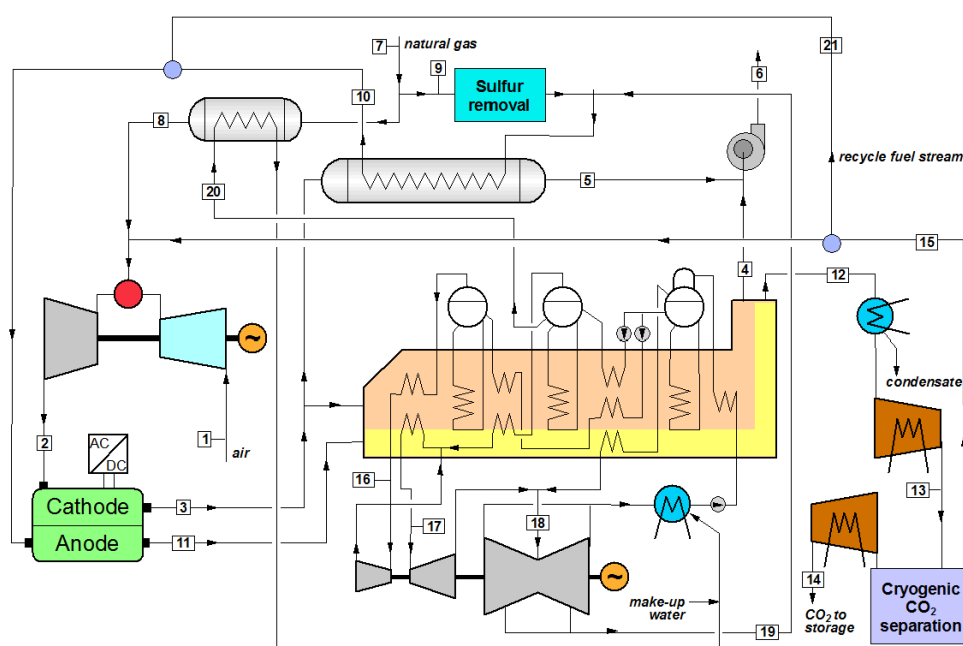 21
7
natural gas
9
6
Sulfur
removal
10
8
5
recycle fuel stream
20
15
4
12
condensate
2
1
air
AC
DC
16
13
3
Cathode
17
18
11
Anode
14
Cryogenic
CO2
separation
make-up
water
CO2 to
storage
19
~
~